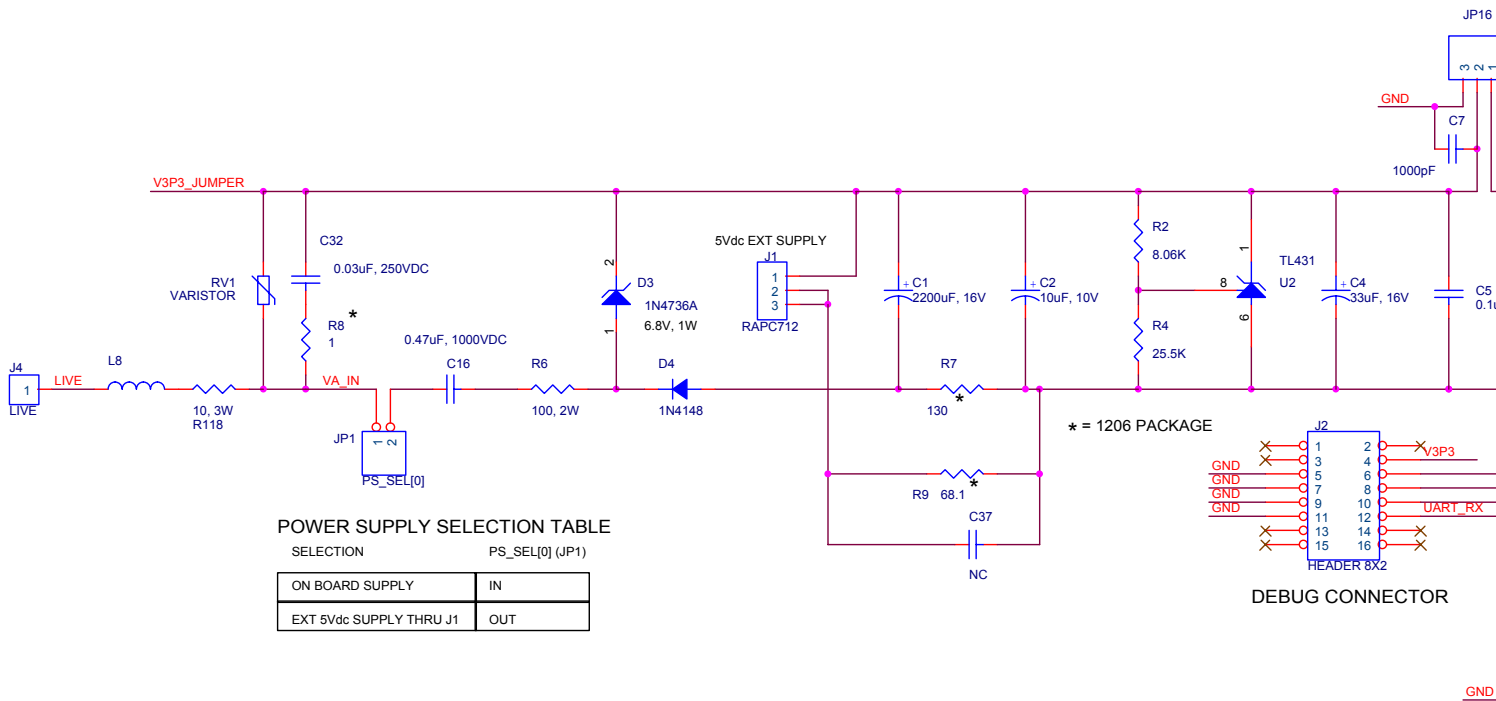 JP16
3 2 1
GND
C7
1000pF
V3P3_JUMPER
C32
0.03uF, 250VDC
RV1
VARISTOR
R8 *
1
2
D3
1N4736A
6.8V, 1W
1
5Vdc EXT SUPPLY
J1
1
2
3
RAPC712
+ C1
2200uF, 16V
+ C2
10uF, 10V
R2
8.06K
R4
25.5K
1
8
6
TL431
U2
+ C4
33uF, 16V
C5
J4
1
LIVE
LIVE
L8
10, 3W
R118
VA_IN
JP1
1 2
PS_SEL[0]
0.47uF, 1000VDC
C16
R6
100, 2W
D4
1N4148
R7
*
130
* = 1206 PACKAGE
R9 68.1
*
C37
NC
J2
1 2
3 4
5 6
7 8
9 10
11 12
13 14
15 16
V3P3
GND
GND
GND
GND
UART_RX
HEADER 8X2
DEBUG CONNECTOR
POWER SUPPLY SELECTION TABLE
SELECTION PS_SEL[0] (JP1)
ON BOARD SUPPLY IN
EXT 5Vdc SUPPLY THRU J1 OUT
GND